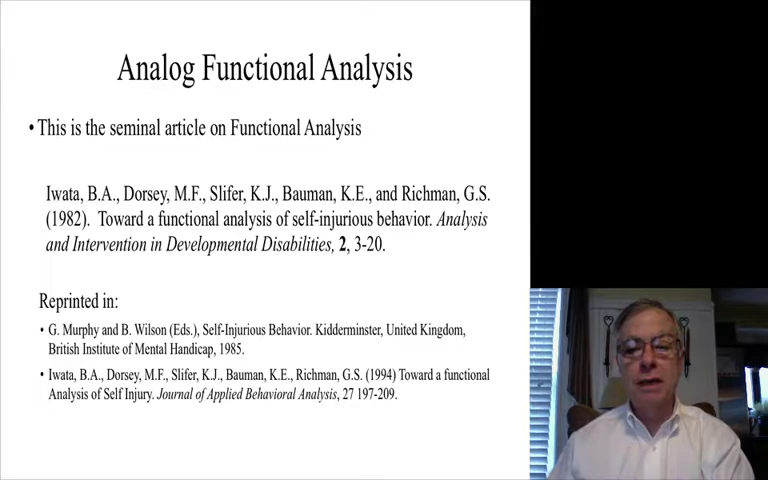 Analog Functional Analysis
• This is the seminal article on Functional Analysis
Iwata, B.A., Dorsey, M.F., Slifer, K.J., Bauman, K.E., and Richman, G.S.
(1982). Toward a functional analysis of self-injurious behavior. Analysis
and Intervention in Developmental Disabilities, 2, 3-20.
Reprinted in:
• G. Murphy and B. Wilson (Eds.), Self-Injurious Behavior. Kidderminster, United Kingdom,
British Institute of Mental Handicap, 1985.
• Iwata, B.A., Dorsey, M.F., Slifer, K.J., Bauman, K.E., Richman, G.S. (1994) Toward a functional
Analysis of Self Injury. Journal of Applied Behavioral Analysis, 27 197-209.